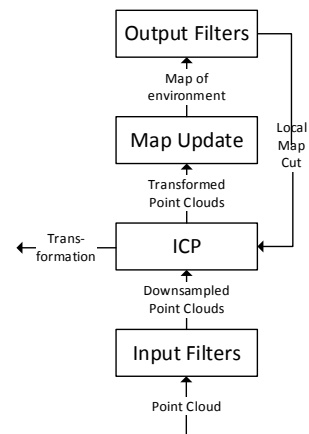 Output Filters
Map of
environment
Local
Map
Cut
Map Update
Transformed
Point Clouds
Trans-
formation
ICP
Downsampled
Point Clouds
Input Filters
Point Cloud